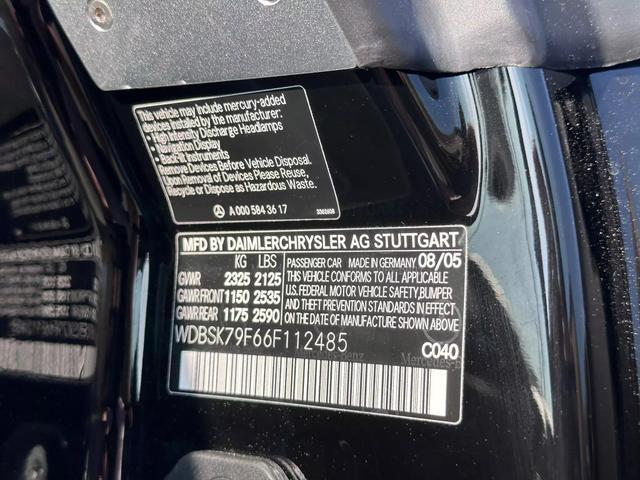 this vehicle may include mercury-added
devices installed by the manufacturer:
• High Intensity Discharge Headlamps
• Navigation Display
• Backlit Instruments
Remove Devices Before Vehicle Disposal.
Upon Removal of Devices Please Reuse,
Recycle or Dispose as Hazardous Waste.
A 000 584 36 17
MFD BY DAIMLERCHRYSLER AG STUTTGART
KG LBS
GVWR 2325 2125
GAWR FRONT 1150 2535
GAWR REAR 1175 2590
PASSENGER CAR MADE IN GERMANY 08/05
THIS VEHICLE CONFORMS TO ALL APPLICABLE
U.S. FEDERAL MOTOR VEHICLE SAFETY, BUMPER
AND THEFT PREVENTION STANDARDS IN EFFECT
ON THE DATE OF MANUFACTURE SHOWN ABOVE
WDBSK79F66F112485
C040